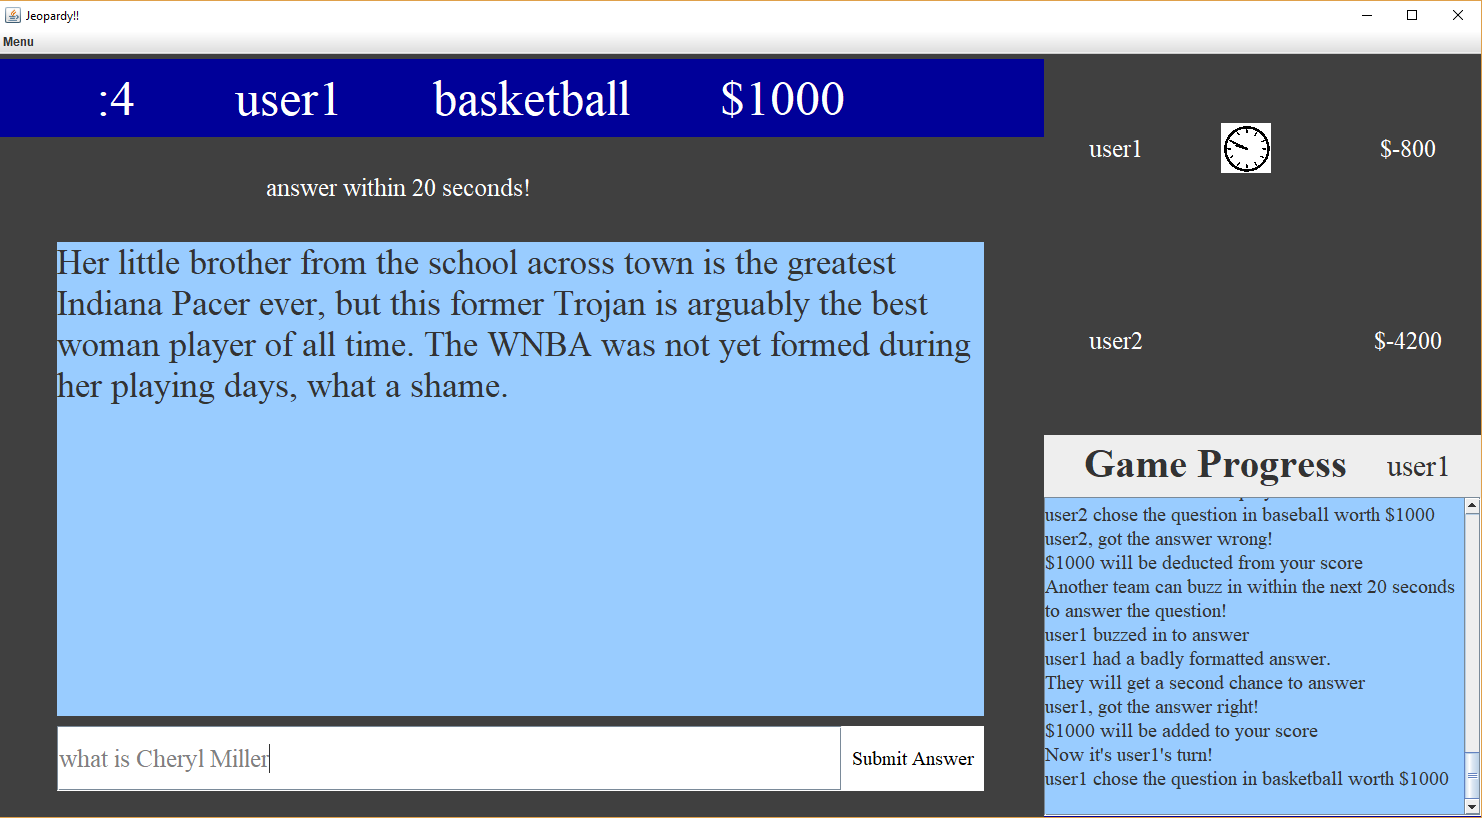 Jeopardy!!
Menu
:4 user1 basketball $1000
answer within 20 seconds!
Her little brother from the school across town is the greatest
Indiana Pacer ever, but this former Trojan is arguably the best
woman player of all time. The WNBA was not yet formed during
her playing days, what a shame.
what is Cheryl Miller
Submit Answer
user1 $-800
user2 $-4200
Game Progress user1
user2 chose the question in baseball worth $1000
user2, got the answer wrong!
$1000 will be deducted from your score
Another team can buzz in within the next 20 seconds
to answer the question!
user1 buzzed in to answer
user1 had a badly formatted answer.
They will get a second chance to answer
user1, got the answer right!
$1000 will be added to your score
Now it's user1's turn!
user1 chose the question in basketball worth $1000